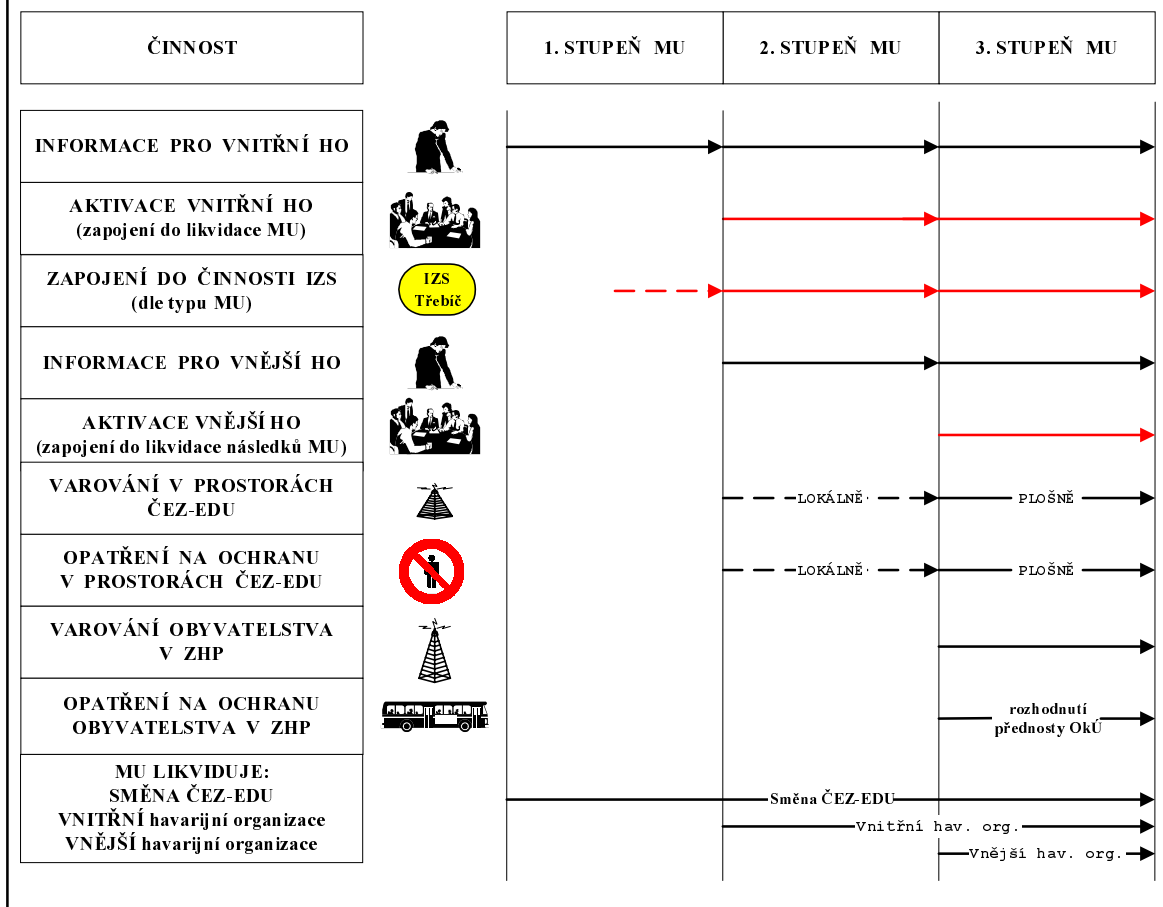 ČINNOST
1. STUPEŇ MU
2. STUPEŇ MU
3. STUPEŇ MU
INFORMACE PRO VNITŘNÍ HO
AKTIVACE VNITŘNÍ HO
(zapojení do likvidace MU)
ZAPOJENÍ DO ČINNOSTI IZS
(dle typu MU)
IZS
Třebíč
INFORMACE PRO VNĚJŠÍ HO
AKTIVACE VNĚJŠÍ HO
(zapojení do likvidace následků MU)
VAROVÁNÍ V PROSTORÁCH
ČEZ-EDU
LOKÁLNĚ
PLOŠNĚ
OPATŘENÍ NA OCHRANU
V PROSTORÁCH ČEZ-EDU
LOKÁLNĚ
PLOŠNĚ
VAROVÁNÍ OBYVATELSTVA
V ZHP
OPATŘENÍ NA OCHRANU
OBYVATELSTVA V ZHP
rozhodnutí
přednosty OkÚ
MU LIKVIDUJE:
SMĚNA ČEZ-EDU
VNITŘNÍ havarijní organizace
VNĚJŠÍ havarijní organizace
Směna ČEZ-EDU
Vnitřní hav. org.
Vnější hav. org.